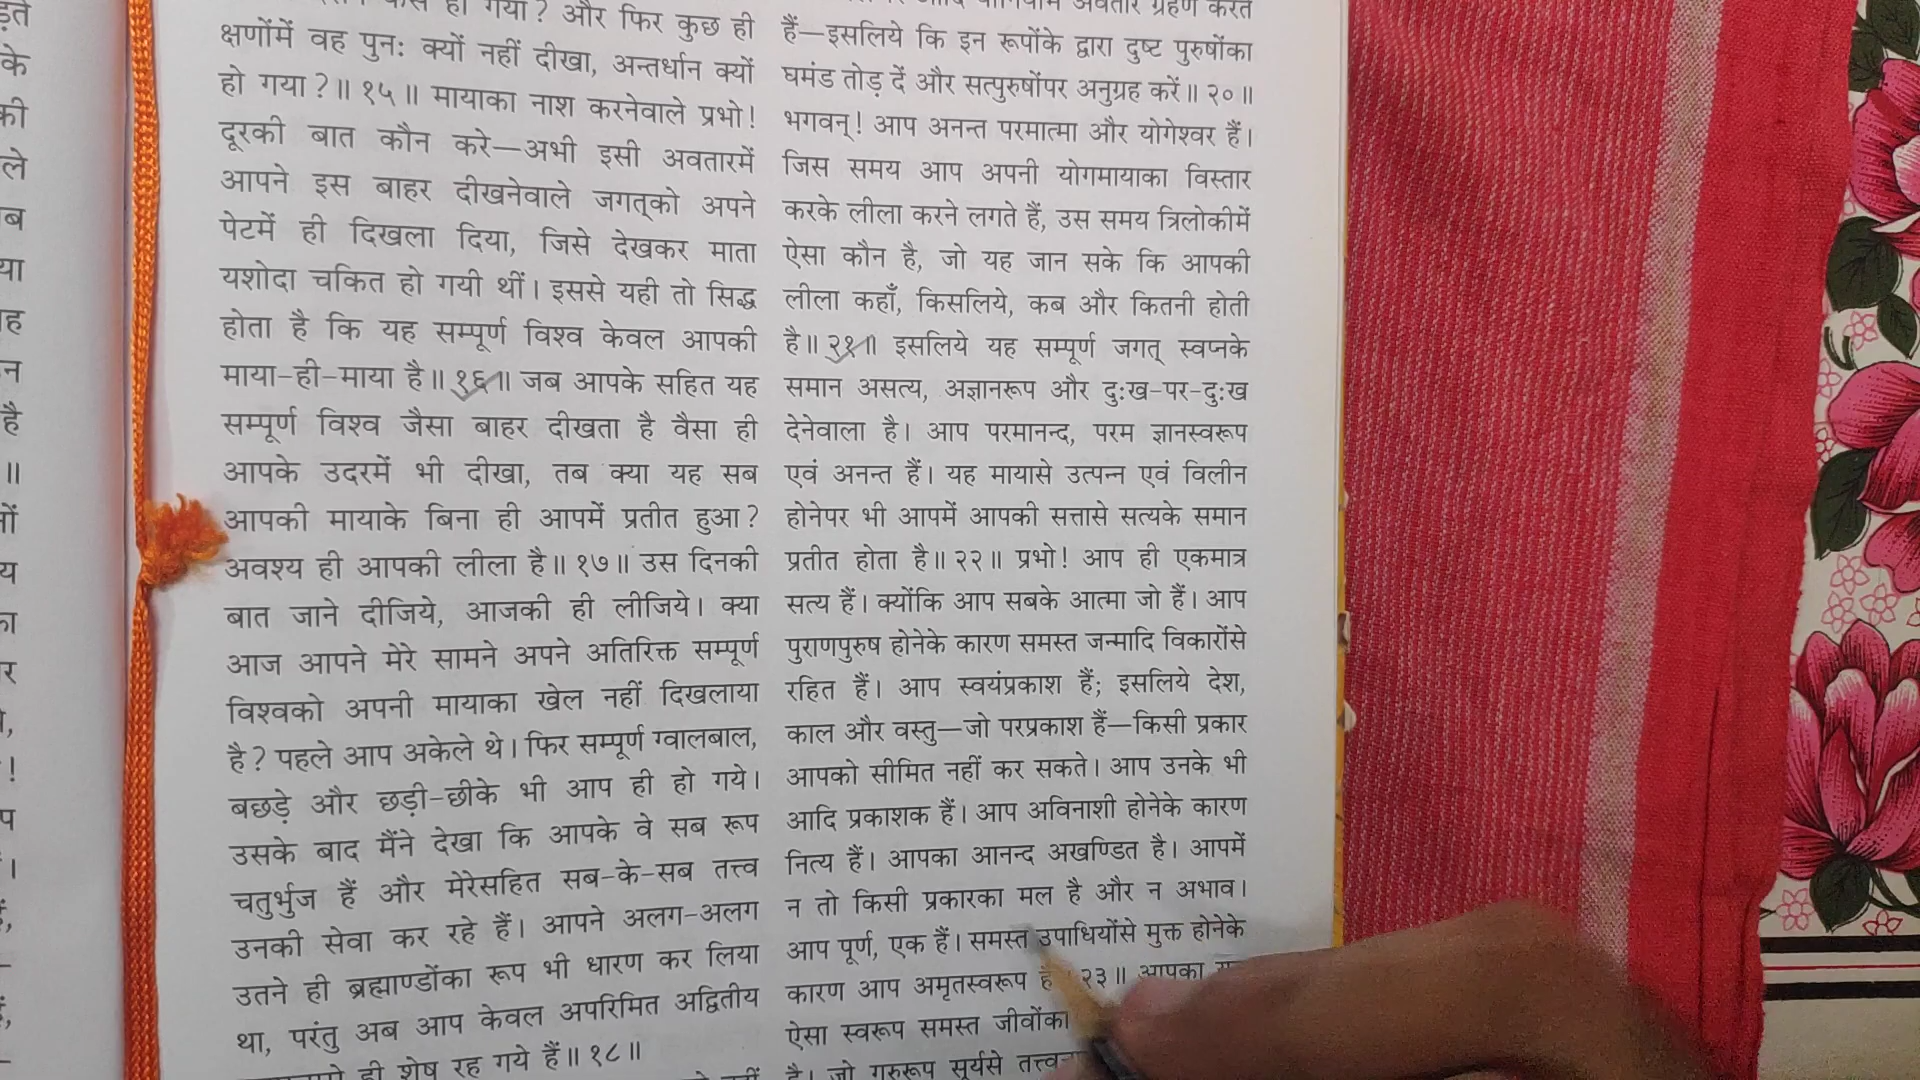 हो गया? और फिर कुछ ही
क्षणोंमें वह पुनः क्यों नहीं दीखा, अन्तर्धान क्यों
हो गया?॥ १५॥ मायाका नाश करनेवाले प्रभो!
दूरकी बात कौन करे—अभी इसी अवतारमें
आपने इस बाहर दीखनेवाले जगत्‌को अपने
पेटमें ही दिखला दिया, जिसे देखकर माता
यशोदा चकित हो गयी थीं। इससे यही तो सिद्ध
होता है कि यह सम्पूर्ण विश्व केवल आपकी
माया-ही-माया है॥ १६॥ जब आपके सहित यह
सम्पूर्ण विश्व जैसा बाहर दीखता है वैसा ही
आपके उदरमें भी दीखा, तब क्या यह सब
आपकी मायाके बिना ही आपमें प्रतीत हुआ?
अवश्य ही आपकी लीला है॥ १७॥ उस दिनकी
बात जाने दीजिये, आजकी ही लीजिये। क्या
आज आपने मेरे सामने अपने अतिरिक्त सम्पूर्ण
विश्वको अपनी मायाका खेल नहीं दिखलाया
है? पहले आप अकेले थे। फिर सम्पूर्ण ग्वालबाल,
बछड़े और छड़ी-छीके भी आप ही हो गये।
उसके बाद मैंने देखा कि आपके वे सब रूप
चतुर्भुज हैं और मेरेसहित सब-के-सब तत्त्व
उनकी सेवा कर रहे हैं। आपने अलग-अलग
उतने ही ब्रह्माण्डोंका रूप भी धारण कर लिया
था, परंतु अब आप केवल अपरिमित अद्वितीय
ही शेष रह गये हैं॥ १८॥
अवतार ग्रहण करते
हैं—इसलिये कि इन रूपोंके द्वारा दुष्ट पुरुषोंका
घमंड तोड़ दें और सत्पुरुषोंपर अनुग्रह करें॥ २०॥
भगवन्! आप अनन्त परमात्मा और योगेश्वर हैं।
जिस समय आप अपनी योगमायाका विस्तार
करके लीला करने लगते हैं, उस समय त्रिलोकीमें
ऐसा कौन है, जो यह जान सके कि आपकी
लीला कहाँ, किसलिये, कब और कितनी होती
है॥ २१॥ इसलिये यह सम्पूर्ण जगत् स्वप्नके
समान असत्य, अज्ञानरूप और दुःख-पर-दुःख
देनेवाला है। आप परमानन्द, परम ज्ञानस्वरूप
एवं अनन्त हैं। यह मायासे उत्पन्न एवं विलीन
होनेपर भी आपमें आपकी सत्तासे सत्यके समान
प्रतीत होता है॥ २२॥ प्रभो! आप ही एकमात्र
सत्य हैं। क्योंकि आप सबके आत्मा जो हैं। आप
पुराणपुरुष होनेके कारण समस्त जन्मादि विकारोंसे
रहित हैं। आप स्वयंप्रकाश हैं; इसलिये देश,
काल और वस्तु—जो परप्रकाश हैं—किसी प्रकार
आपको सीमित नहीं कर सकते। आप उनके भी
आदि प्रकाशक हैं। आप अविनाशी होनेके कारण
नित्य हैं। आपका आनन्द अखण्डित है। आपमें
न तो किसी प्रकारका मल है और न अभाव।
आप पूर्ण, एक हैं। समस्त उपाधियोंसे मुक्त होनेके
कारण आप अमृतस्वरूप २३॥ आपका
ऐसा स्वरूप समस्त जीवोंका
है। जो गुरुरूप सूर्यसे